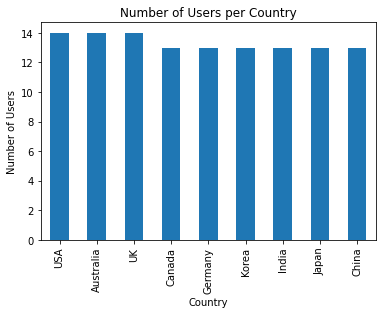 Number of Users per Country
Number of Users
14
12
10
8
6
4
2
0
USA
Australia
UK
Canada
Germany
Korea
India
Japan
China
Country